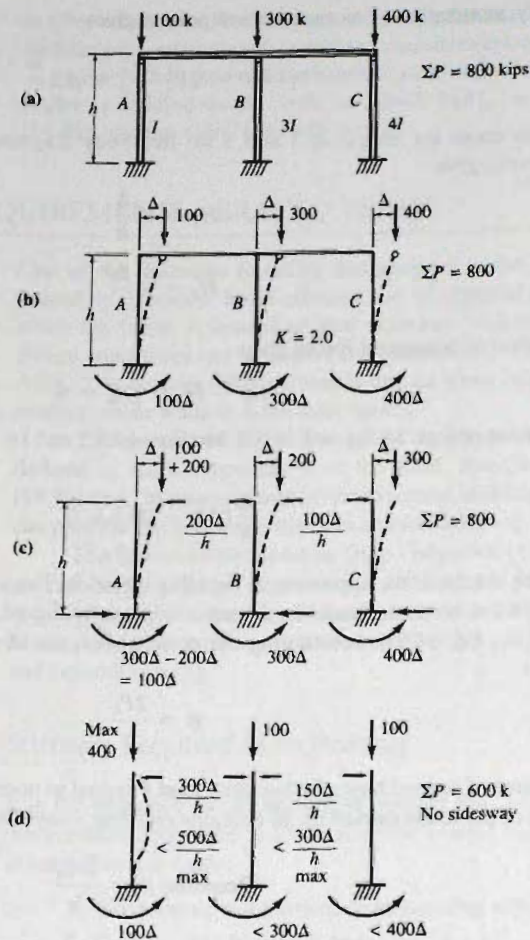 100 k 300 k 400 k
(a) h A B C ΣP = 800 kips
3I 4I
Δ 100 Δ 300 Δ 400
P P P
(b) h A B C ΣP = 800
K = 2.0
100Δ 300Δ 400Δ
Δ 100 + 200 Δ 200 Δ 300
(c) h A 200Δ/h B 100Δ/h C ΣP = 800
300Δ – 200Δ 300Δ 400Δ
= 100Δ
Max
400 100 100
(d) 300Δ/h 150Δ/h ΣP = 600 k
No sidesway
< 500Δ/h < 300Δ/h
max max
100Δ < 300Δ < 400Δ